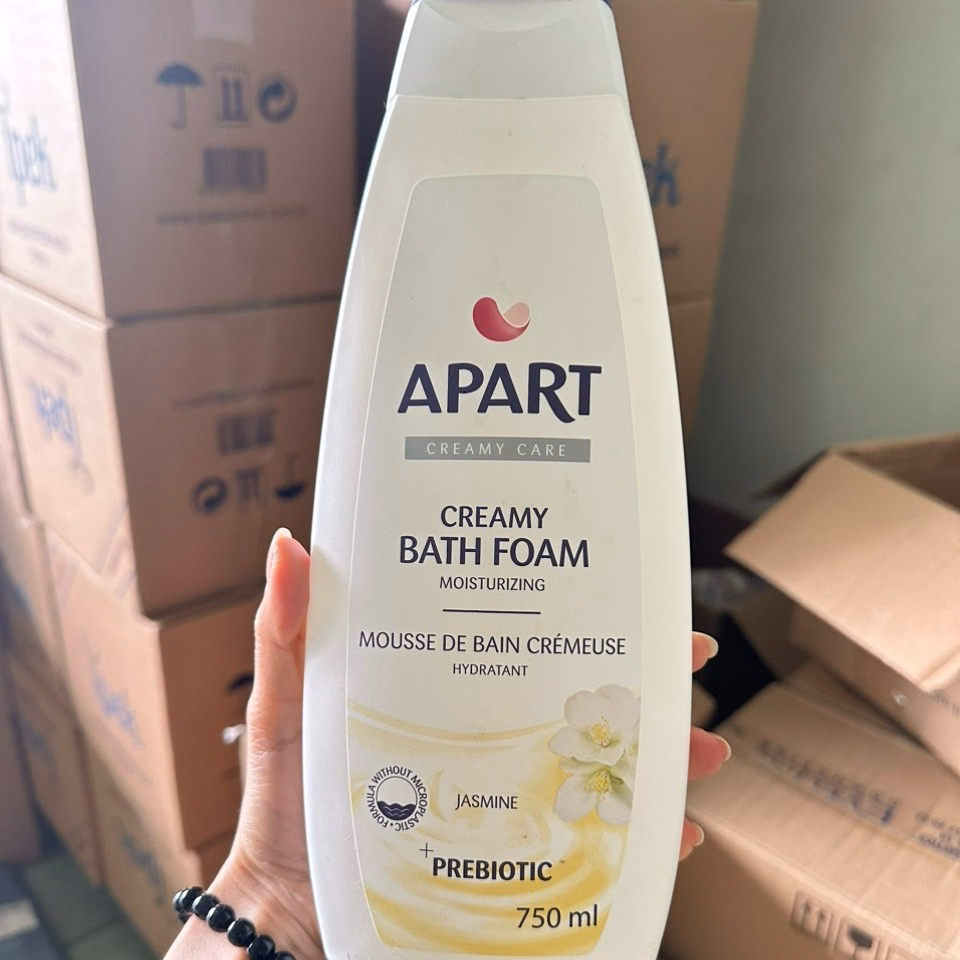 APART
CREAMY CARE
CREAMY
BATH FOAM
MOISTURIZING
MOUSSE DE BAIN CRÉMEUSE
HYDRATANT
FORMULA WITHOUT MICROPLASTIC
JASMINE
+PREBIOTIC
750 ml
ipek